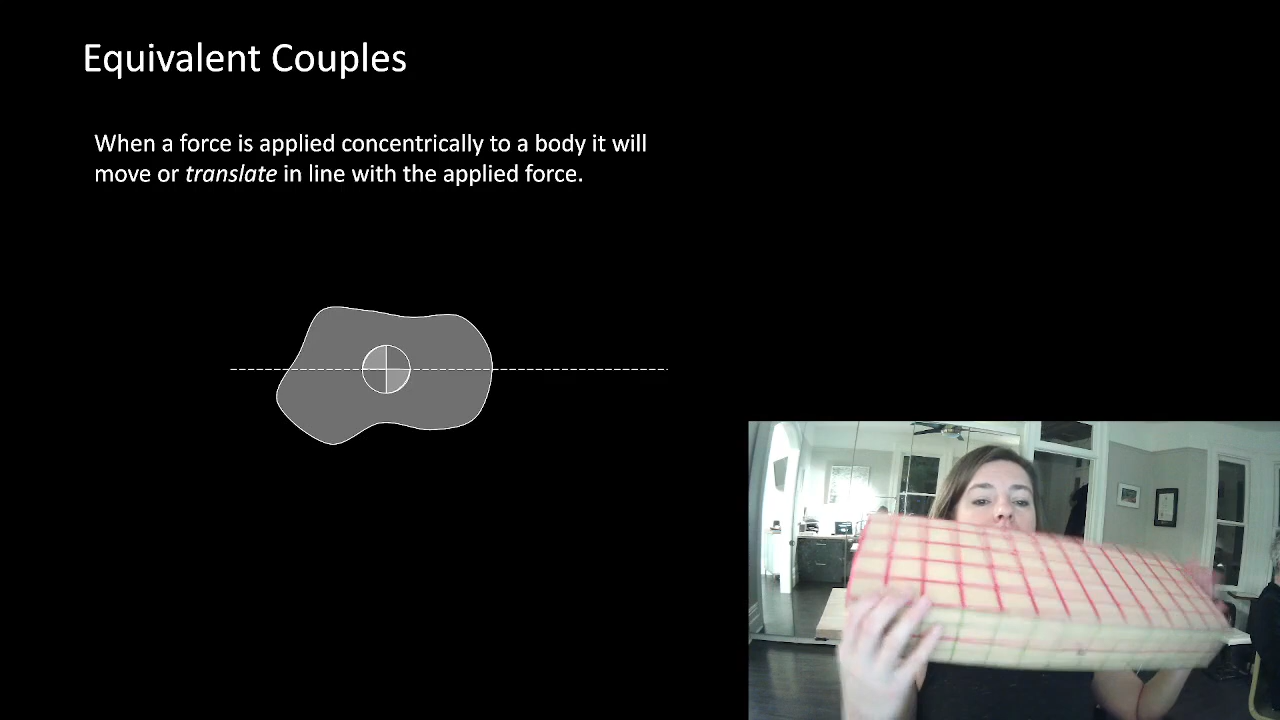 Equivalent Couples
When a force is applied concentrically to a body it will
move or translate in line with the applied force.